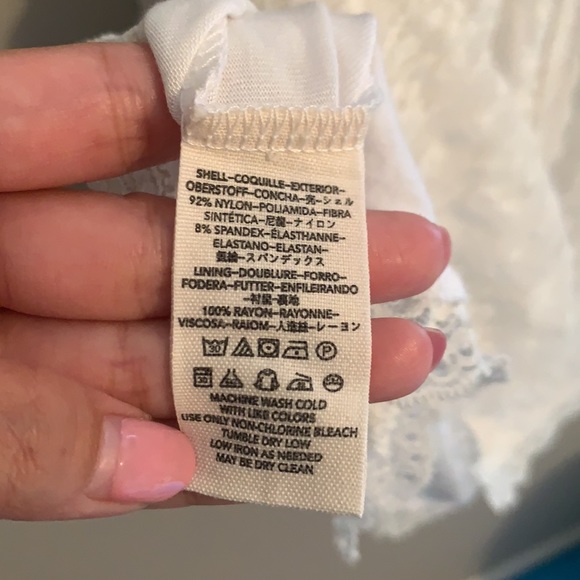 SHELL–COQUILLE–EXTERIOR–
OBERSTOFF–CONCHA–壳–シェル
92% NYLON–POLIAMIDA–FIBRA
SINTÉTICA–尼龍–ナイロン
8% SPANDEX–ÉLASTHANNE–
ELASTANO–ELASTAN–
氨綸–スパンデックス
LINING–DOUBLURE–FORRO–
FODERA–FUTTER–ENFILEIRANDO
–衬里–裏地
100% RAYON–RAYONNE–
VISCOSA–RAIOM–人造絲–レーヨン
30 P
30
MACHINE WASH COLD
WITH LIKE COLORS
USE ONLY NON-CHLORINE BLEACH
TUMBLE DRY LOW
LOW IRON AS NEEDED
MAY BE DRY CLEAN